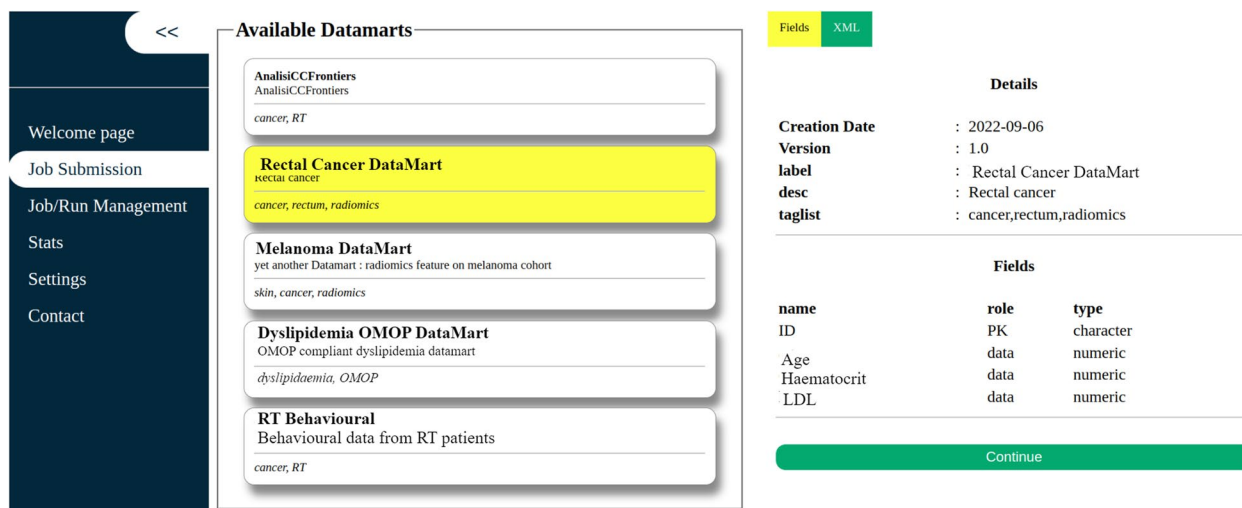 <<
Welcome page
Job Submission
Job/Run Management
Stats
Settings
Contact
Available Datamarts
AnalisiCCFrontiers
AnalisiCCFrontiers
cancer, RT
Rectal Cancer DataMart
Rectal cancer
cancer, rectum, radiomics
Melanoma DataMart
yet another Datamart : radiomics feature on melanoma cohort
skin, cancer, radiomics
Dyslipidemia OMOP DataMart
OMOP compliant dyslipidemia datamart
dyslipidaemia, OMOP
RT Behavioural
Behavioural data from RT patients
cancer, RT
Fields XML
Details
Creation Date : 2022-09-06
Version : 1.0
label : Rectal Cancer DataMart
desc : Rectal cancer
taglist : cancer,rectum,radiomics
Fields
name role type
ID PK character
Age data numeric
Haematocrit data numeric
LDL data numeric
Continue